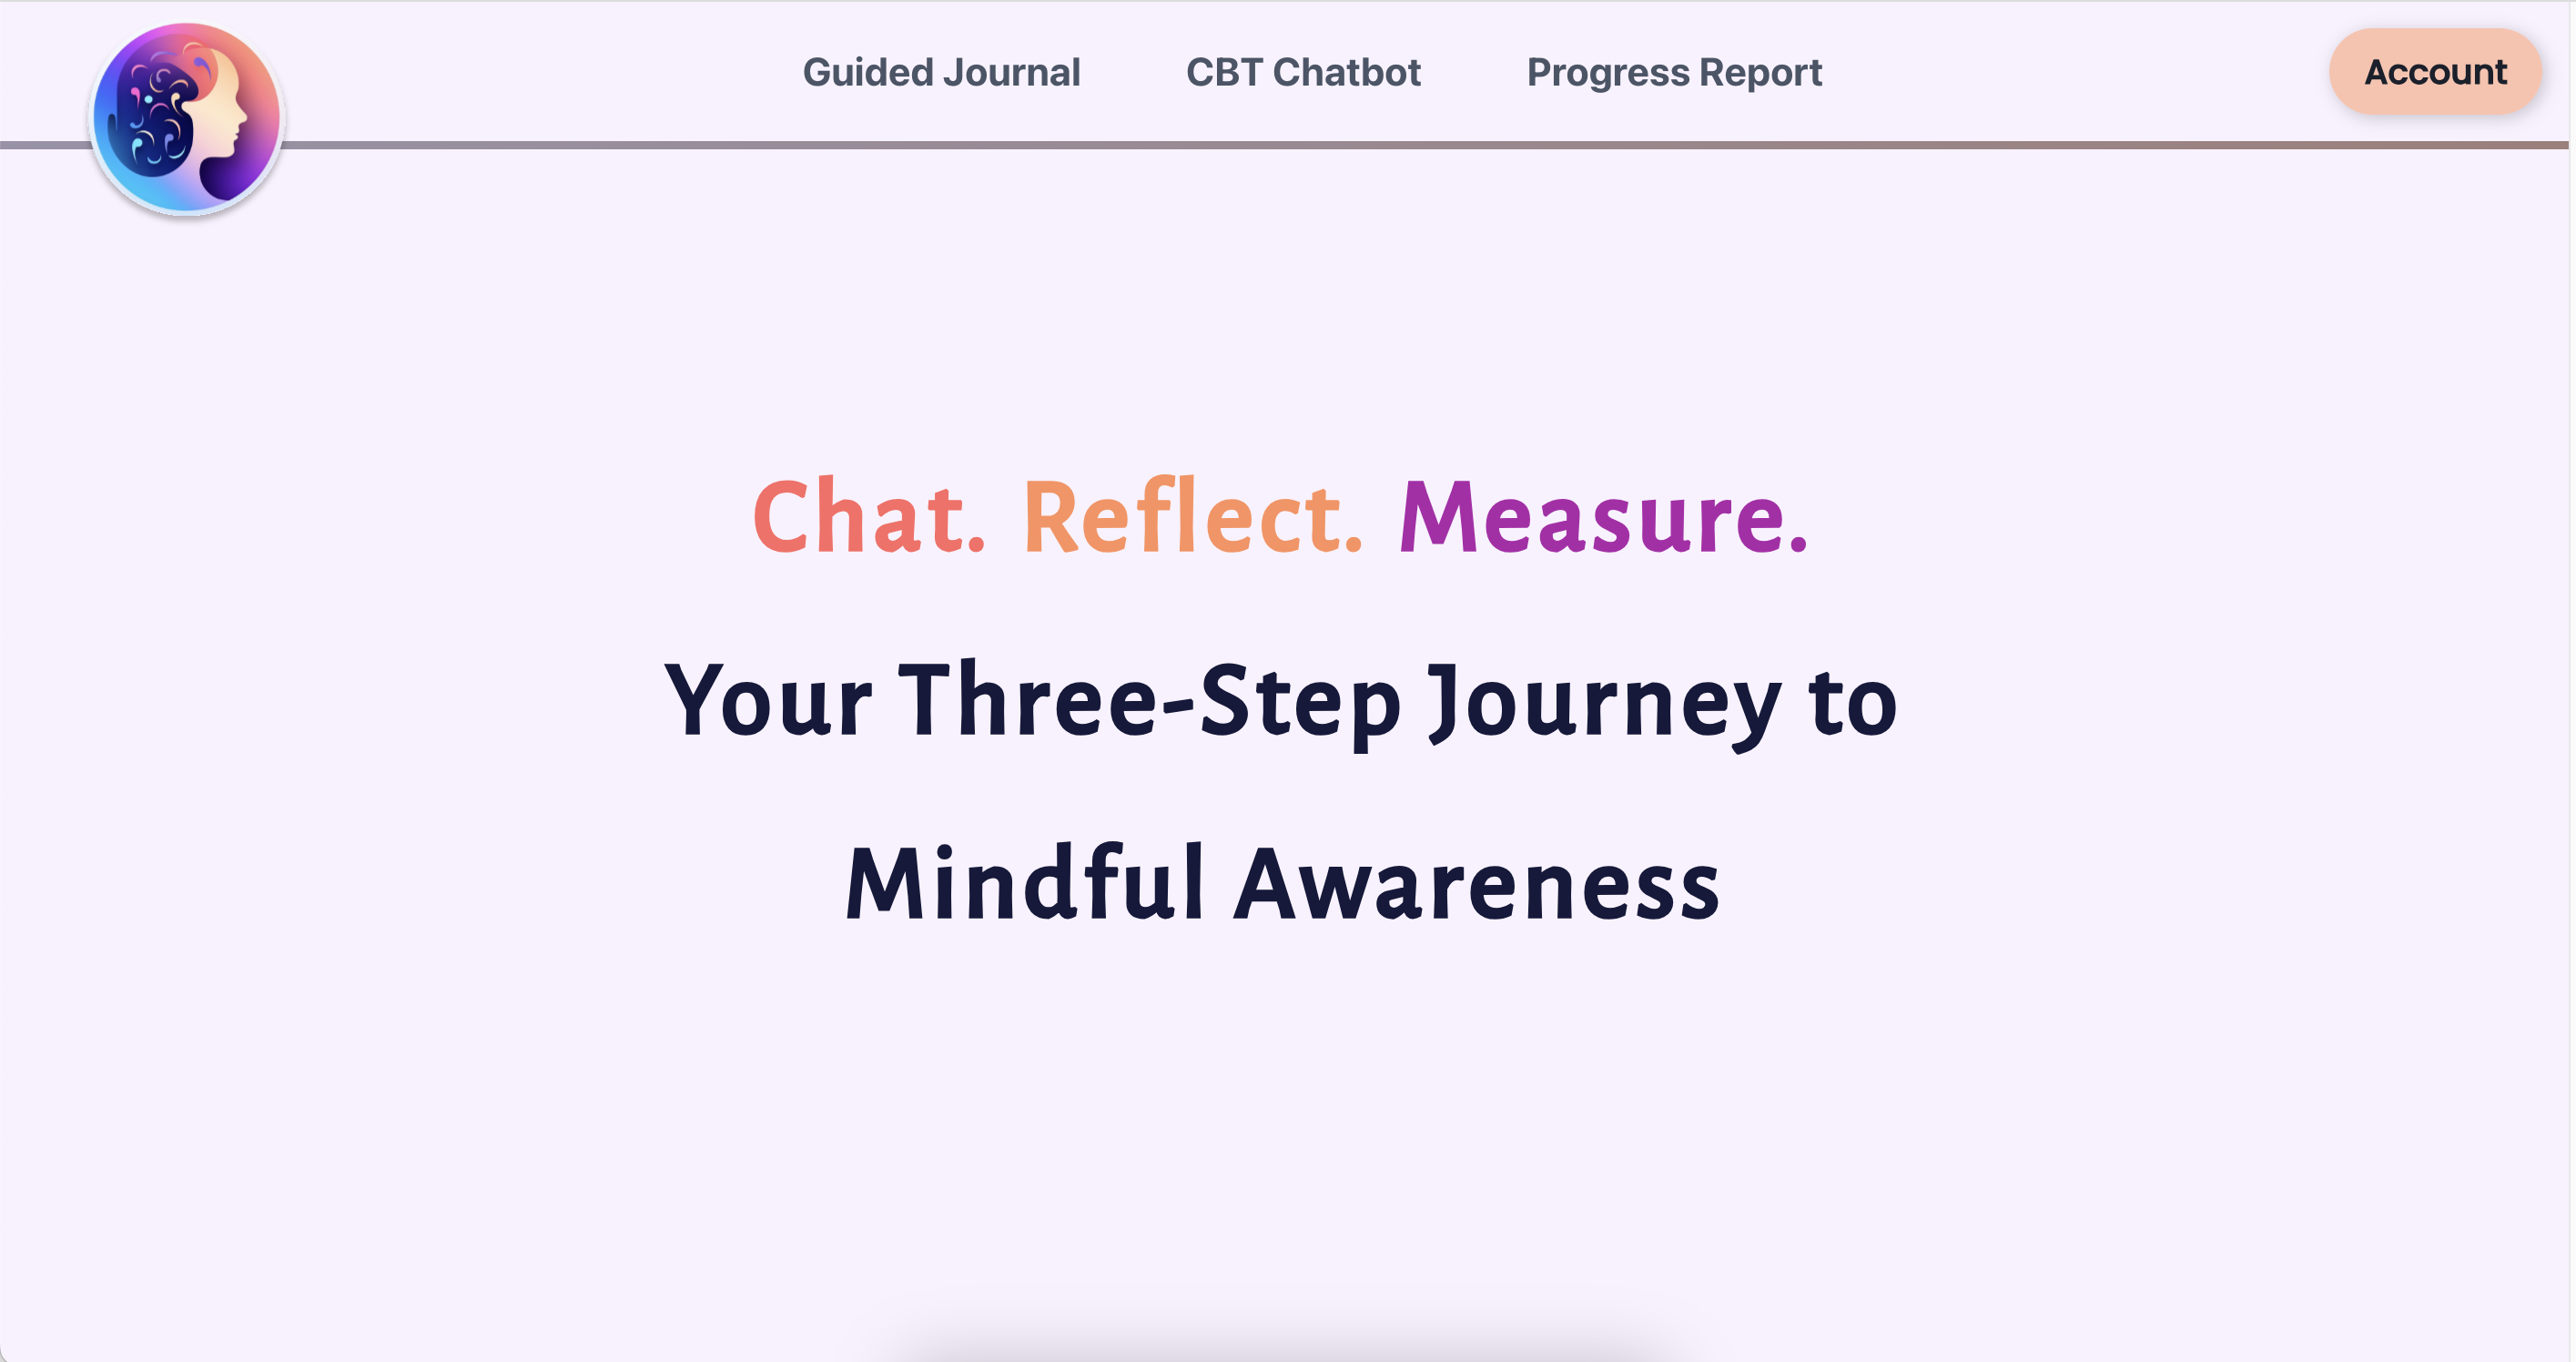 Guided Journal CBT Chatbot Progress Report Account
Chat. Reflect. Measure.
Your Three-Step Journey to
Mindful Awareness